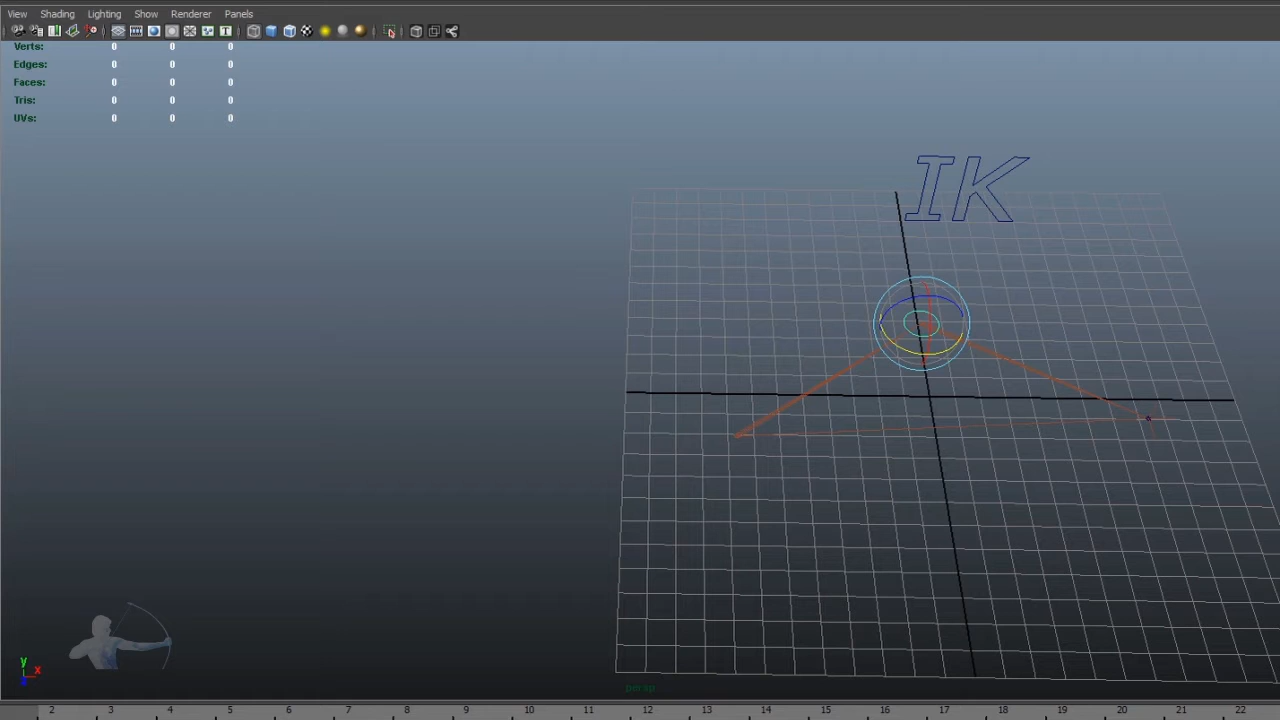 View Shading Lighting Show Renderer Panels
Verts: 0 0 0
Edges: 0 0 0
Faces: 0 0 0
Tris: 0 0 0
UVs: 0 0 0
IK
y
x
persp
2 3 4 5 6 7 8 9 10 11 12 13 14 15 16 17 18 19 20 21 22